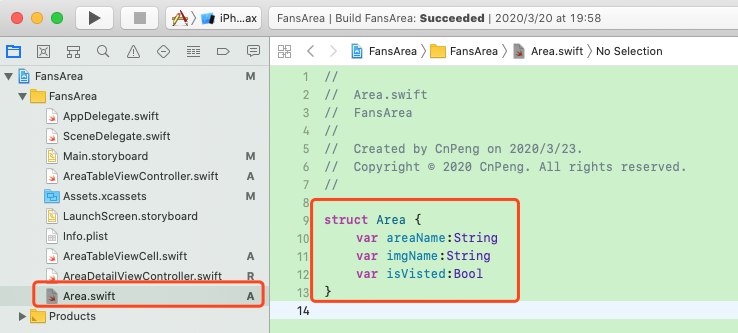 iPh...ax
FansArea | Build FansArea: Succeeded | 2020/3/20 at 19:58
FansArea
FansArea
Area.swift
No Selection
FansArea M
FansArea
AppDelegate.swift
SceneDelegate.swift
Main.storyboard M
AreaTableViewController.swift M
Assets.xcassets M
LaunchScreen.storyboard
Info.plist
AreaTableViewCell.swift A
AreaDetailViewController.swift R
Area.swift A
Products
1 //
2 //  Area.swift
3 //  FansArea
4 //
5 //  Created by CnPeng on 2020/3/23.
6 //  Copyright © 2020 CnPeng. All rights reserved.
7 //
8
9 struct Area {
10     var areaName:String
11     var imgName:String
12     var isVisted:Bool
13 }
14